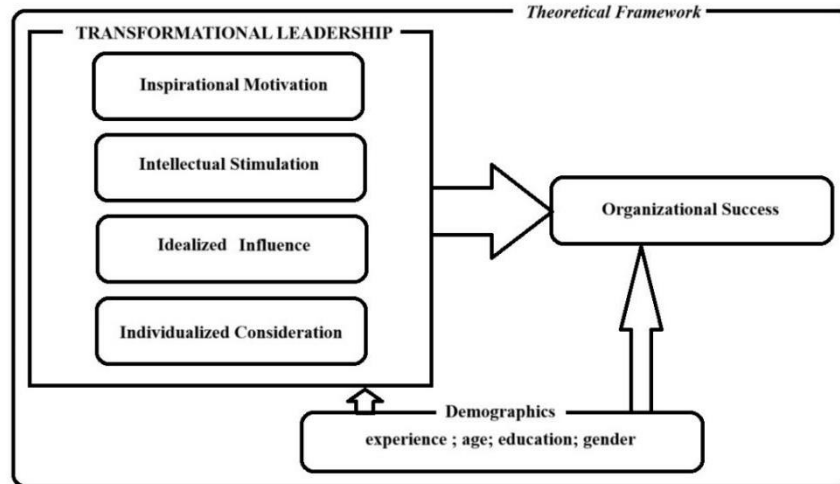 Theoretical Framework
TRANSFORMATIONAL LEADERSHIP
Inspirational Motivation
Intellectual Stimulation
Idealized Influence
Individualized Consideration
Organizational Success
Demographics
experience ; age; education; gender